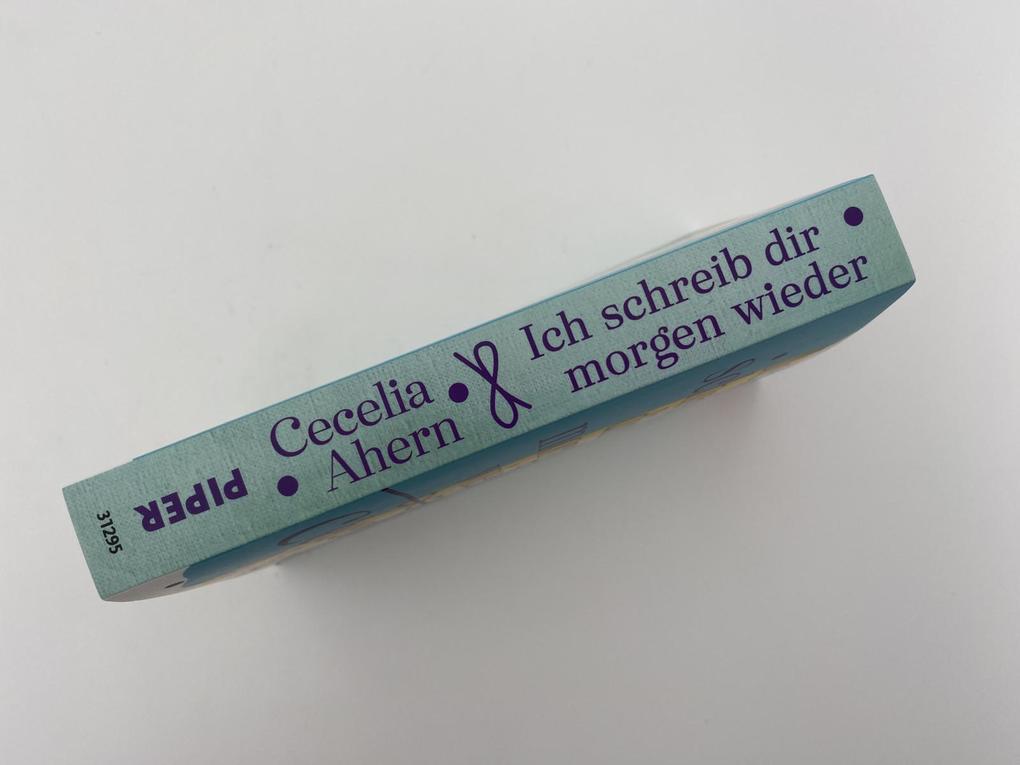 Cecelia
Ahern
Ich schreib dir
morgen wieder
PIPER
31295